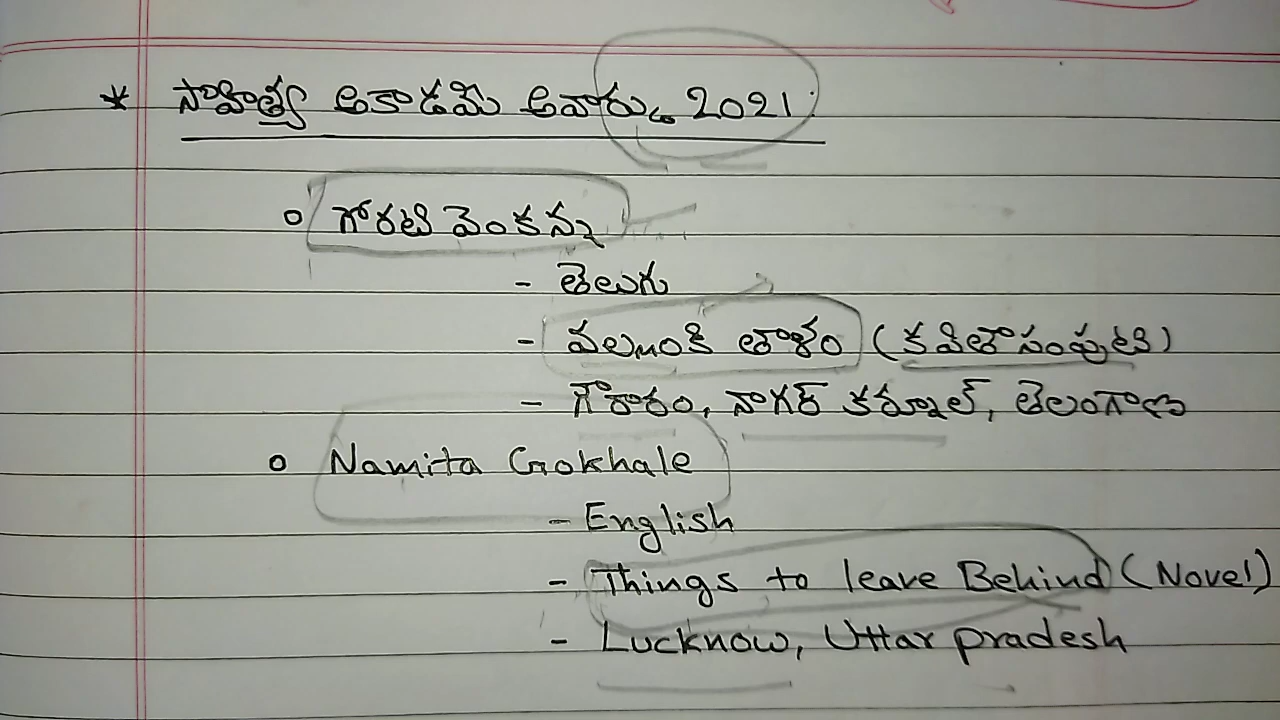 * సాహిత్య అకాడమీ అవార్డు 2021:
o గోరటి వెంకన్న
- తెలుగు
- వల్లంకి తాళం (కవితా సంపుటి)
- గౌరారం, నాగర్ కర్నూల్, తెలంగాణ
o Namita Gokhale
- English
- Things to leave Behind (Novel)
- Lucknow, Uttar pradesh